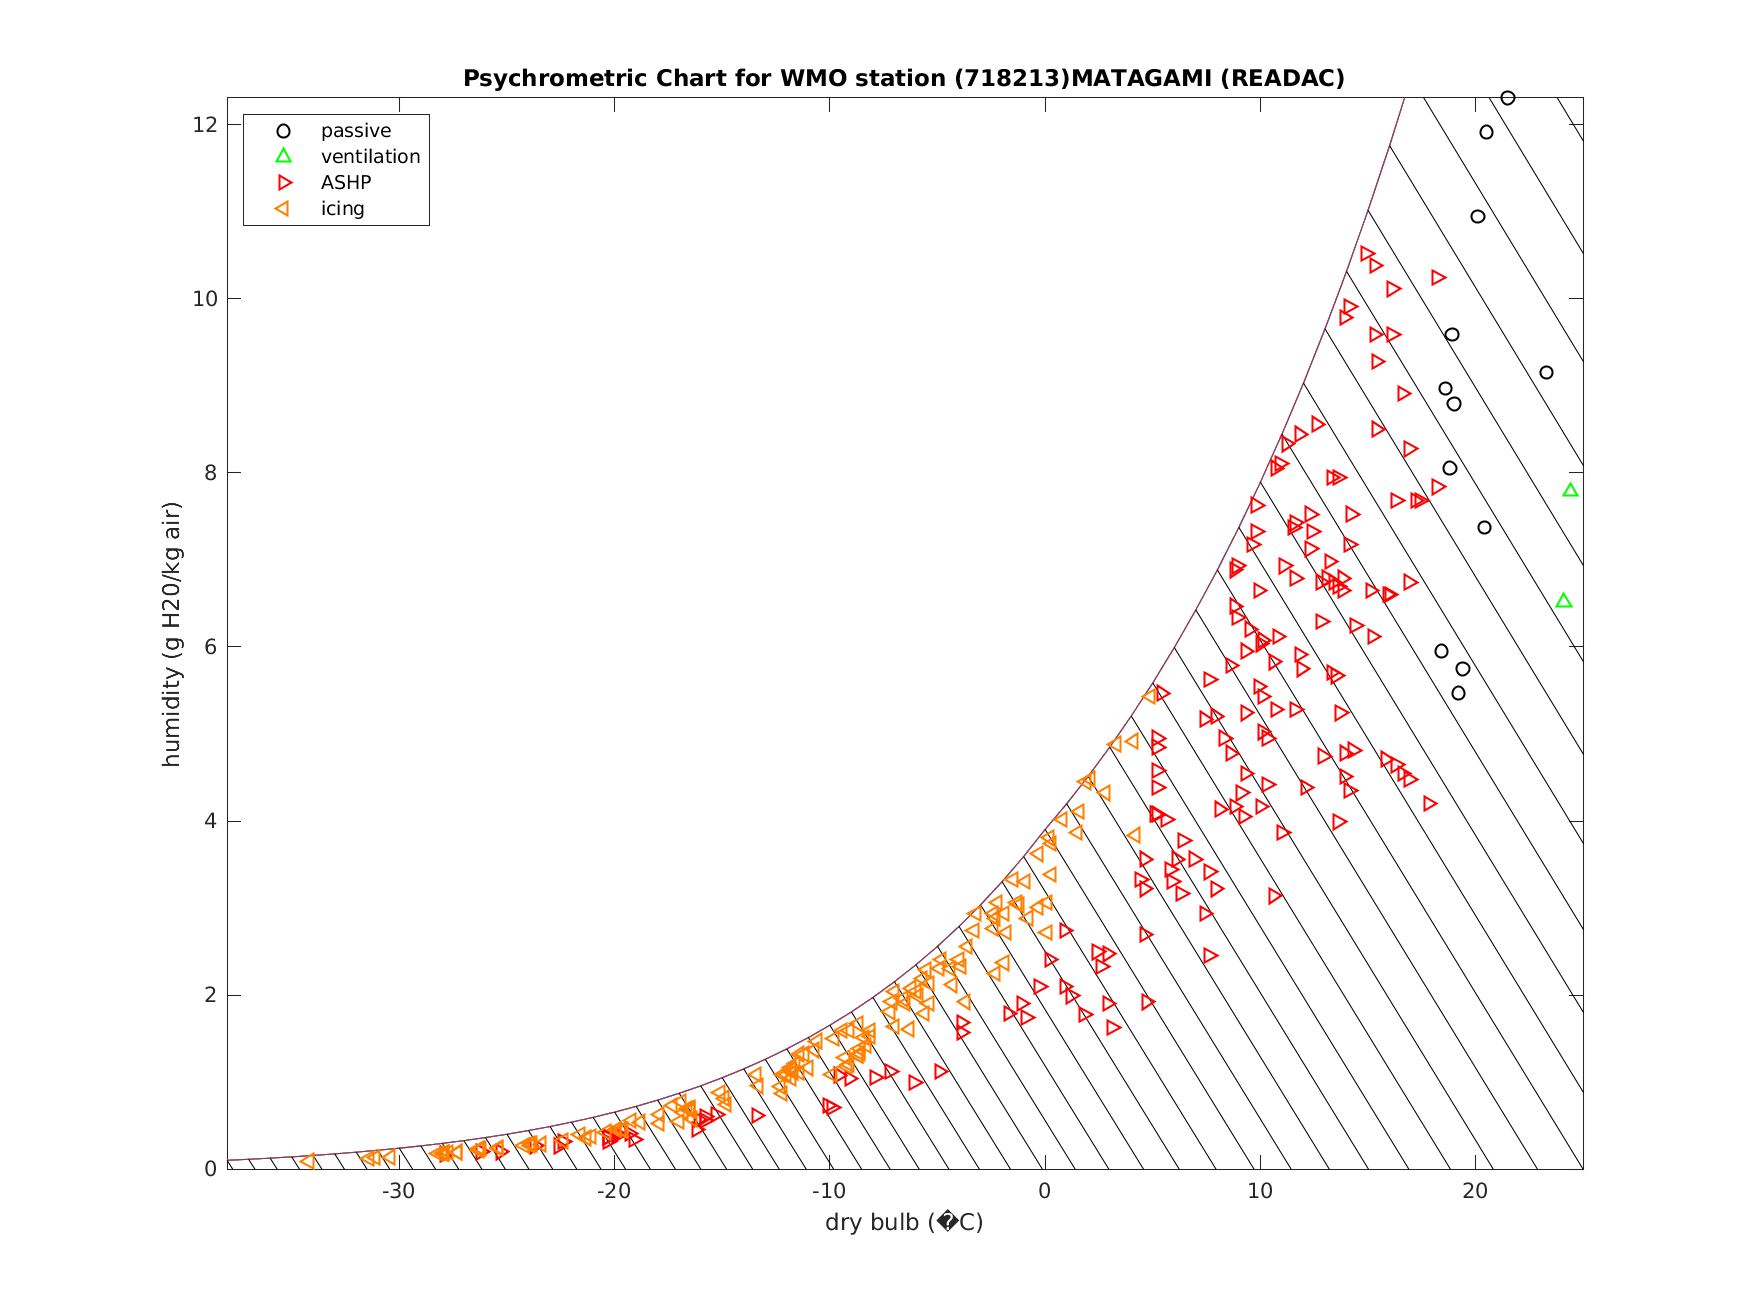 Psychrometric Chart for WMO station (718213)MATAGAMI (READAC)
passive
ventilation
ASHP
icing
12
10
8
6
4
2
0
humidity (g H20/kg air)
-30
-20
-10
0
10
20
dry bulb (�C)